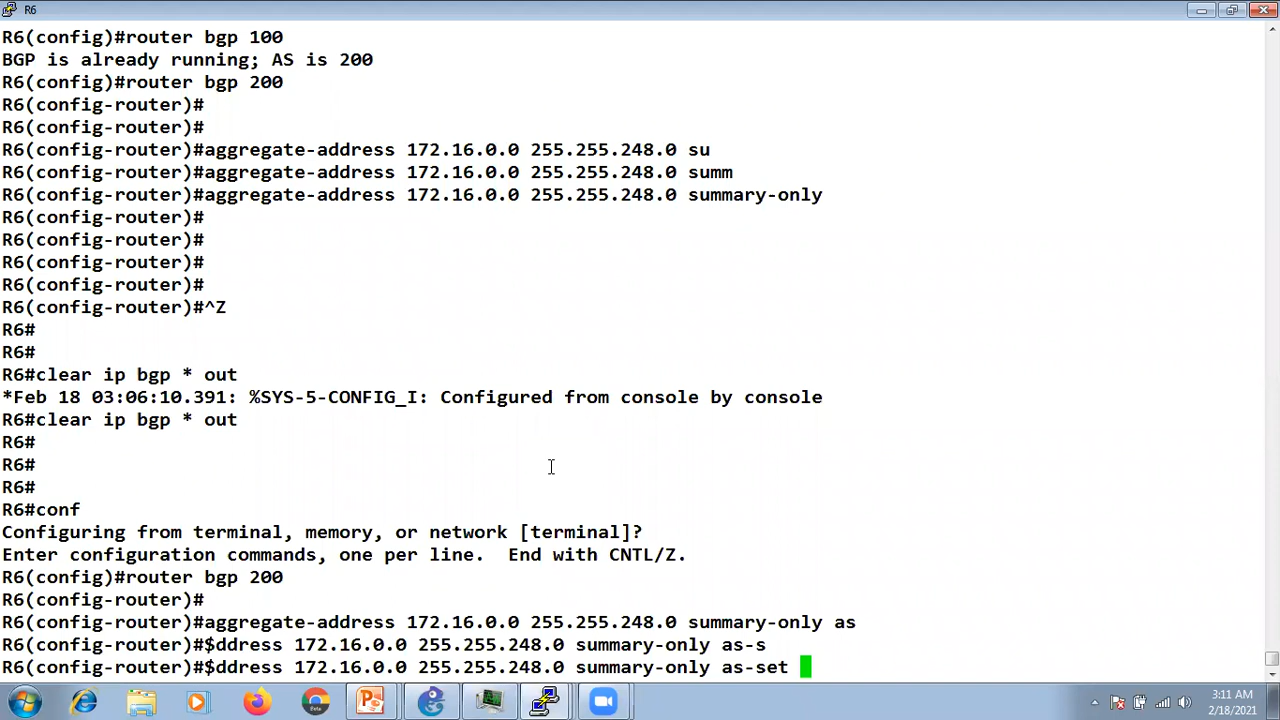 R6
R6(config)#router bgp 100
BGP is already running; AS is 200
R6(config)#router bgp 200
R6(config-router)#
R6(config-router)#
R6(config-router)#aggregate-address 172.16.0.0 255.255.248.0 su
R6(config-router)#aggregate-address 172.16.0.0 255.255.248.0 summ
R6(config-router)#aggregate-address 172.16.0.0 255.255.248.0 summary-only
R6(config-router)#
R6(config-router)#
R6(config-router)#
R6(config-router)#
R6(config-router)#^Z
R6#
R6#
R6#clear ip bgp * out
*Feb 18 03:06:10.391: %SYS-5-CONFIG_I: Configured from console by console
R6#clear ip bgp * out
R6#
R6#
R6#
R6#conf
Configuring from terminal, memory, or network [terminal]?
Enter configuration commands, one per line.  End with CNTL/Z.
R6(config)#router bgp 200
R6(config-router)#
R6(config-router)#aggregate-address 172.16.0.0 255.255.248.0 summary-only as
R6(config-router)#$ddress 172.16.0.0 255.255.248.0 summary-only as-s
R6(config-router)#$ddress 172.16.0.0 255.255.248.0 summary-only as-set
3:11 AM
2/18/2021